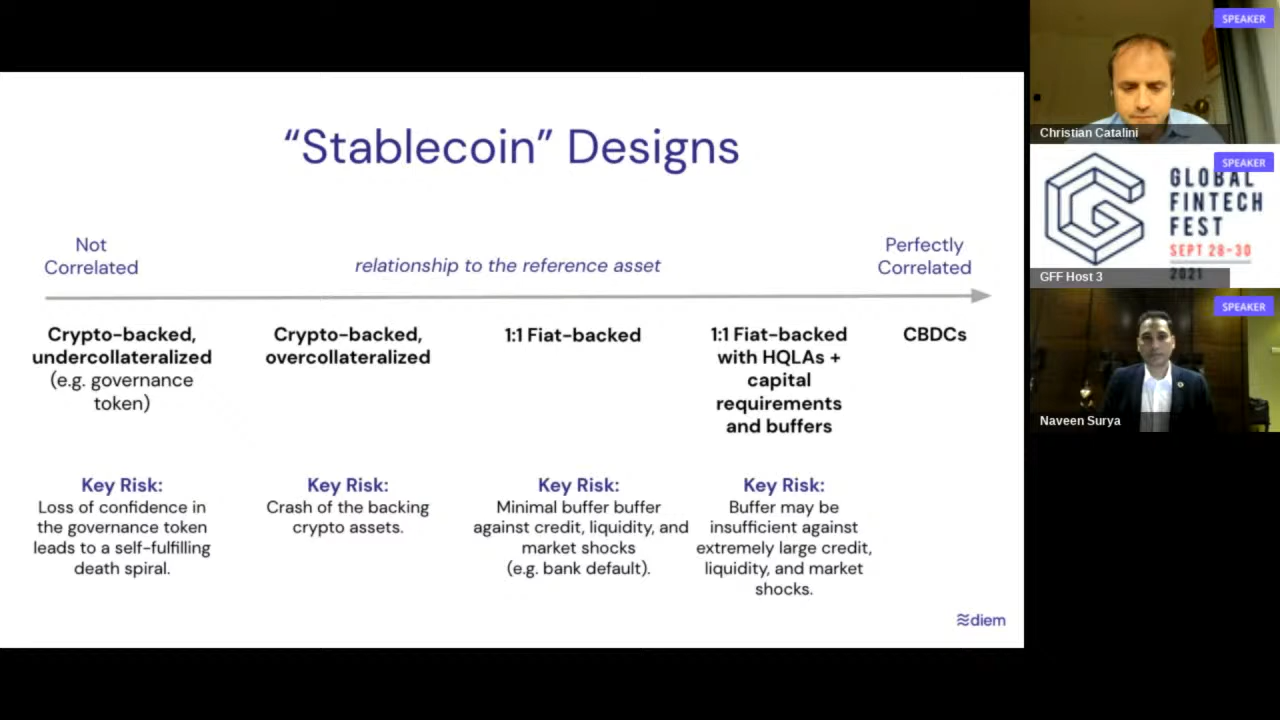 “Stablecoin” Designs
Not
Correlated
relationship to the reference asset
Perfectly
Correlated
Crypto-backed,
undercollateralized
(e.g. governance
token)
Crypto-backed,
overcollateralized
1:1 Fiat-backed
1:1 Fiat-backed
with HQLAs +
capital
requirements
and buffers
CBDCs
Key Risk:
Loss of confidence in
the governance token
leads to a self-fulfilling
death spiral.
Key Risk:
Crash of the backing
crypto assets.
Key Risk:
Minimal buffer buffer
against credit, liquidity, and
market shocks
(e.g. bank default).
Key Risk:
Buffer may be
insufficient against
extremely large credit,
liquidity, and market
shocks.
diem
SPEAKER
Christian Catalini
SPEAKER
GLOBAL
FINTECH
FEST
SEPT 28-30
2021
GFF Host 3
SPEAKER
Naveen Surya